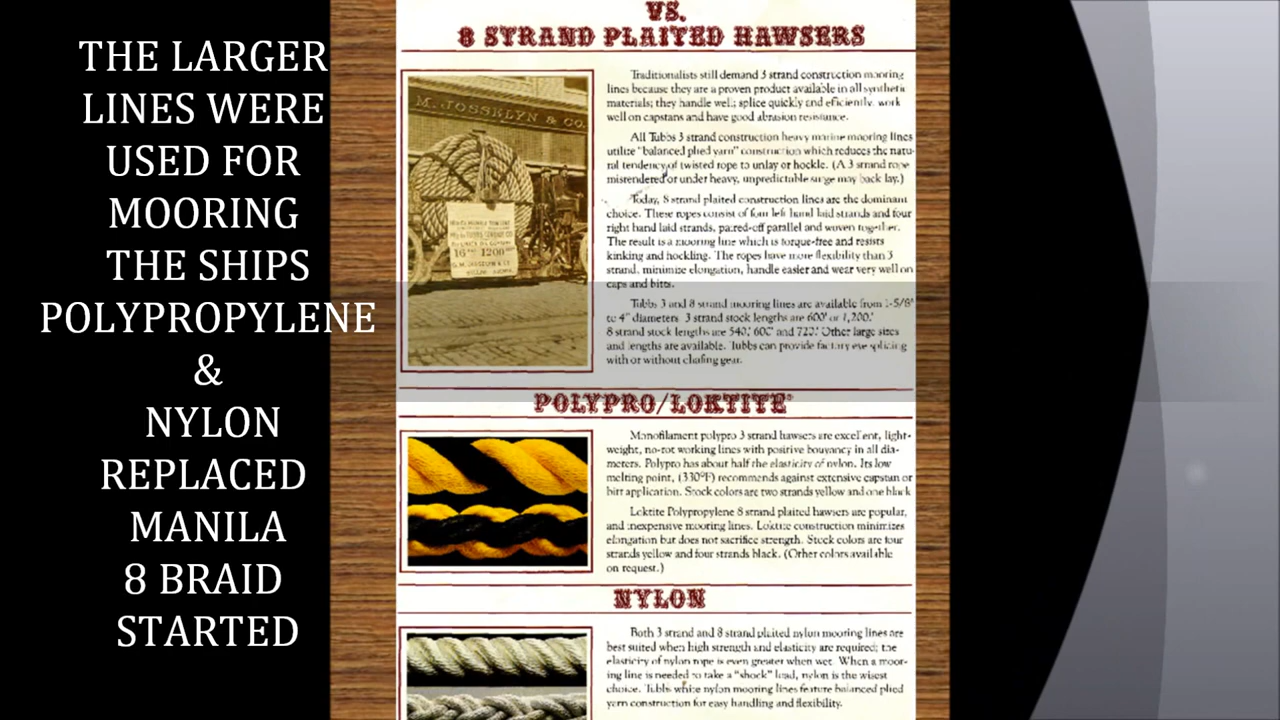 THE LARGER
LINES WERE
USED FOR
MOORING
THE SHIPS
POLYPROPYLENE
&
NYLON
REPLACED
MANILA
8 BRAID
STARTED
VS.
8 STRAND PLAITED HAWSERS
M. JOSSELYN & CO.
16 IN 1200
Traditionalists still demand 3 strand construction mooring
lines because they are a proven product available in all synthetic
materials; they handle well; splice quickly and efficiently, work
well on capstans and have good abrasion resistance.
All Tubbs 3 strand construction heavy marine mooring lines
utilize "balanced plied yarn" construction which reduces the natu-
ral tendency of twisted rope to unlay or hockle. (A 3 strand rope
misrendered or under heavy, unpredictable surge may back lay.)
Today, 8 strand plaited construction lines are the dominant
choice. These ropes consist of four left hand laid strands and four
right hand laid strands, paired-off parallel and woven together.
The result is a mooring line which is torque-free and resists
kinking and hockling. The ropes have more flexibility than 3
strand, minimize elongation, handle easier and wear very well on
caps and bitts.
Tubbs 3 and 8 strand mooring lines are available from 1-5/8"
to 4" diameters. 3 strand stock lengths are 600' or 1,200.'
8 strand stock lengths are 540,' 600' and 720.' Other large sizes
and lengths are available. Tubbs can provide factory eye splicing
with or without chafing gear.
POLYPRO/LOKTITE®
Monofilament polypro 3 strand hawsers are excellent, light-
weight, no-rot working lines with positive bouyancy in all dia-
meters. Polypro has about half the elasticity of nylon. Its low
melting point, (330°F) recommends against extensive capstan or
bitt application. Stock colors are two strands yellow and one black
Loktite Polypropylene 8 strand plaited hawsers are popular,
and inexpensive mooring lines. Loktite construction minimizes
elongation but does not sacrifice strength. Stock colors are four
strands yellow and four strands black. (Other colors available
on request.)
NYLON
Both 3 strand and 8 strand plaited nylon mooring lines are
best suited when high strength and elasticity are required; the
elasticity of nylon rope is even greater when wet. When a moor-
ing line is needed to take a "shock" load, nylon is the wisest
choice. Tubbs white nylon mooring lines feature balanced plied
yarn construction for easy handling and flexibility.